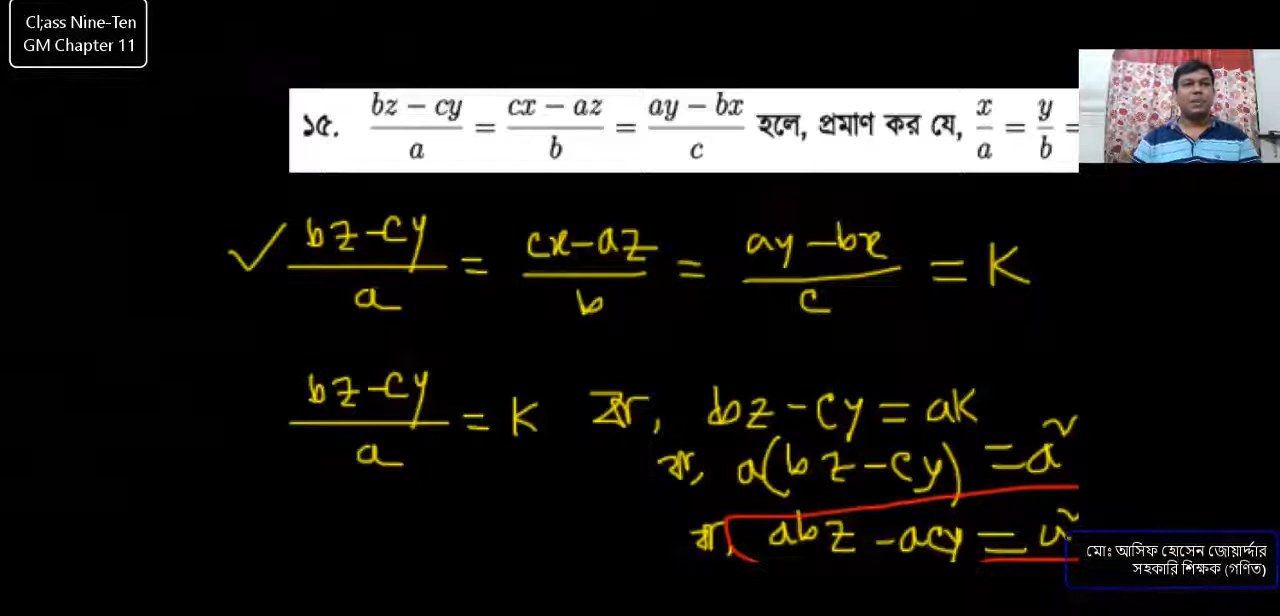 Cl;ass Nine-Ten
GM Chapter 11
১৫. (bz − cy)/a = (cx − az)/b = (ay − bx)/c হলে, প্রমাণ কর যে, x/a = y/b =
✓ (bz − cy)/a = (cx − az)/b = (ay − bx)/c = K
(bz − cy)/a = K বা, bz − cy = aK
বা, a(bz − cy) = a²
বা, abz − acy = a²
মোঃ আসিফ হোসেন জোয়ার্দ্দার
সহকারি শিক্ষক (গণিত)